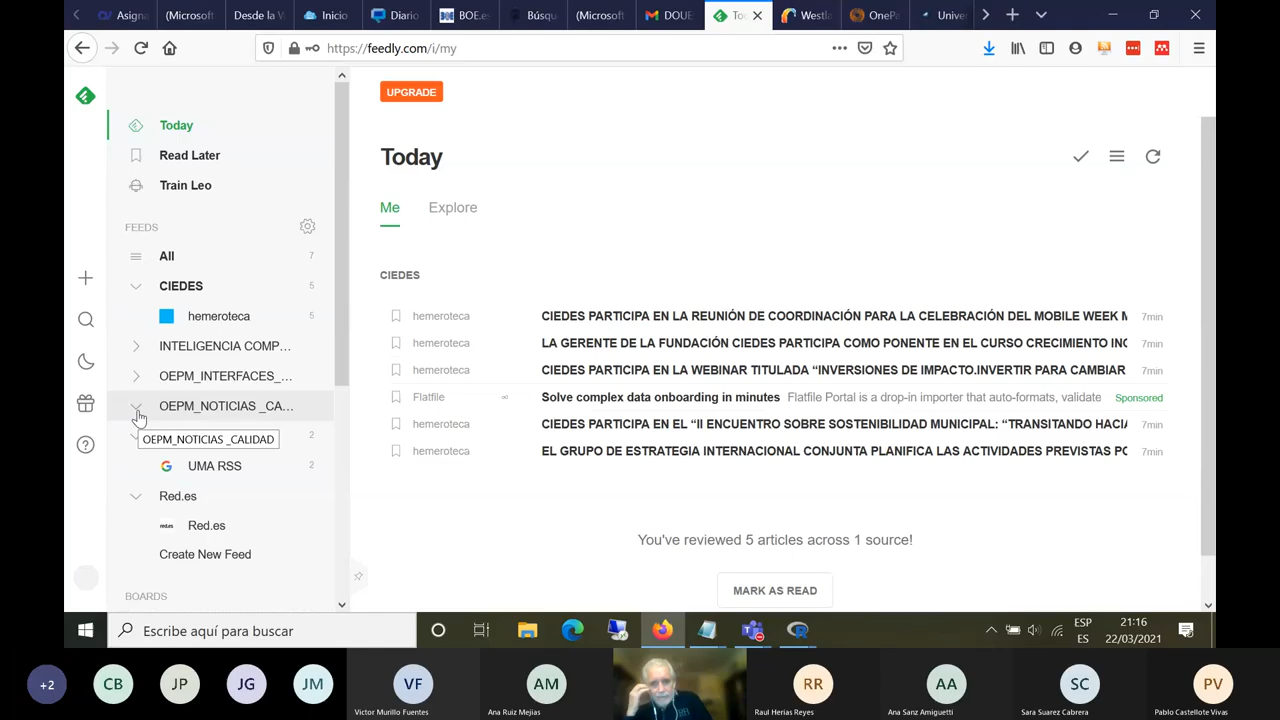 Asigna
(Microsoft
Desde la W
Inicio
Diario
BOE.es
Búsq
(Microsoft
DOUE
To
Westla
OnePa
Univer
https://feedly.com/i/my
Today
Read Later
Train Leo
FEEDS
All 7
CIEDES 5
hemeroteca 5
INTELIGENCIA COMP...
OEPM_INTERFACES_...
OEPM_NOTICIAS _CA...
OEPM_NOTICIAS _CALIDAD
2
UMA RSS 2
Red.es
red.es Red.es
Create New Feed
BOARDS
UPGRADE
Today
Me Explore
CIEDES
hemeroteca CIEDES PARTICIPA EN LA REUNIÓN DE COORDINACIÓN PARA LA CELEBRACIÓN DEL MOBILE WEEK M 7min
hemeroteca LA GERENTE DE LA FUNDACIÓN CIEDES PARTICIPA COMO PONENTE EN EL CURSO CRECIMIENTO INC 7min
hemeroteca CIEDES PARTICIPA EN LA WEBINAR TITULADA “INVERSIONES DE IMPACTO.INVERTIR PARA CAMBIAR 7min
Flatfile ∞ Solve complex data onboarding in minutes Flatfile Portal is a drop-in importer that auto-formats, validate Sponsored
hemeroteca CIEDES PARTICIPA EN EL “II ENCUENTRO SOBRE SOSTENIBILIDAD MUNICIPAL: “TRANSITANDO HACIA 7min
hemeroteca EL GRUPO DE ESTRATEGIA INTERNACIONAL CONJUNTA PLANIFICA LAS ACTIVIDADES PREVISTAS PO 7min
You've reviewed 5 articles across 1 source!
MARK AS READ
Escribe aquí para buscar
ESP
ES
21:16
22/03/2021
+2
CB
JP
JG
JM
VF
Victor Murillo Fuentes
AM
Ana Ruiz Mejias
RR
Raul Herias Reyes
AA
Ana Sanz Amiguetti
SC
Sara Suarez Cabrera
PV
Pablo Castellote Vivas